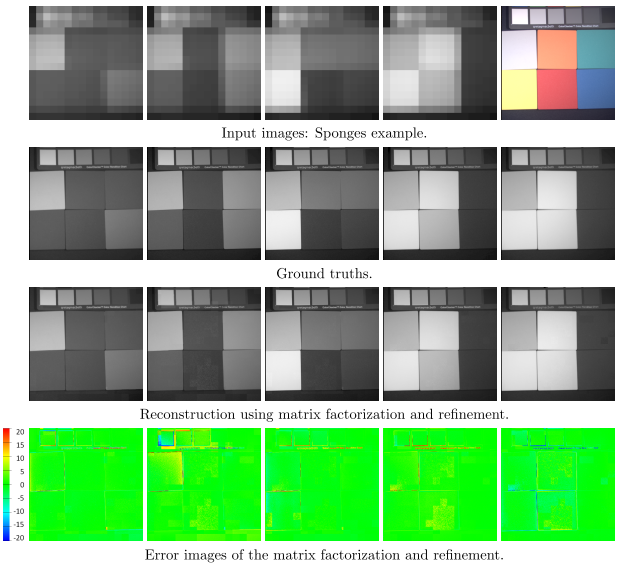 Input images: Sponges example.
Ground truths.
Reconstruction using matrix factorization and refinement.
20
15
10
5
0
-5
-10
-15
-20
Error images of the matrix factorization and refinement.